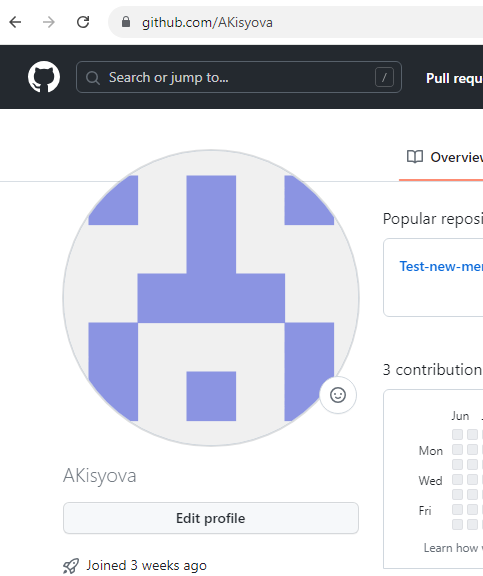 github.com/AKisyova
Search or jump to... /
Pull requ
Overview
Popular reposi
Test-new-mer
3 contribution
Jun
Mon
Wed
Fri
Learn how
AKisyova
Edit profile
Joined 3 weeks ago